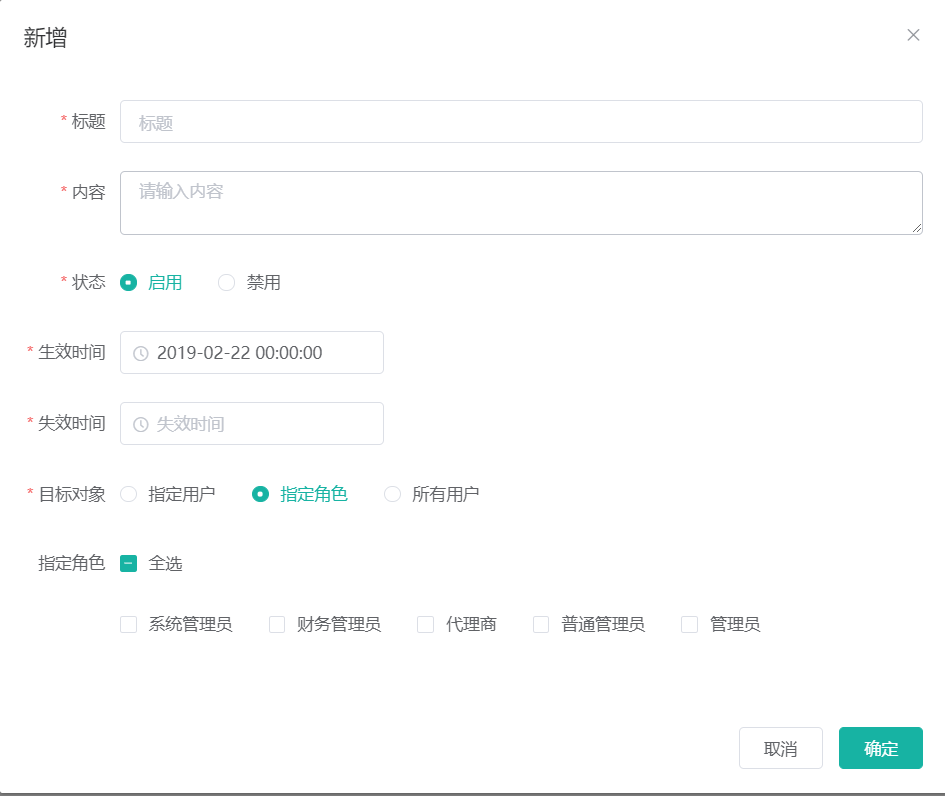 新增
* 标题 标题
* 内容 请输入内容
* 状态 启用 禁用
* 生效时间 2019-02-22 00:00:00
* 失效时间 失效时间
* 目标对象 指定用户 指定角色 所有用户
指定角色 全选
系统管理员 财务管理员 代理商 普通管理员 管理员
取消 确定